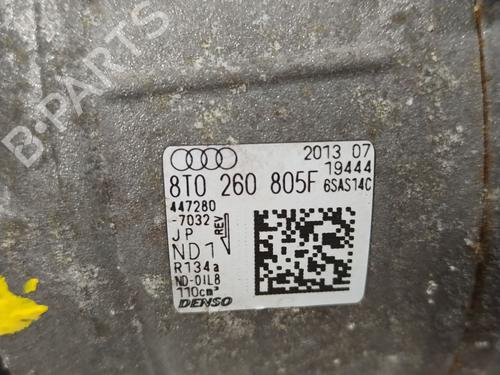 B-PARTS
2013 07
19444
8T0 260 805F 6SAS14C
447280
-7032
REV
JP
ND1
R134a
ND-OIL8
110cm³
DENSO